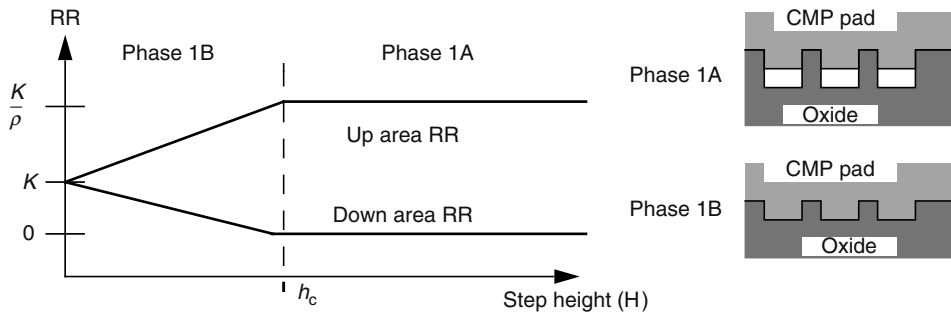 RR
Phase 1B
Phase 1A
K
ρ
Up area RR
K
Down area RR
0
hc
Step height (H)
CMP pad
Phase 1A
Oxide
CMP pad
Phase 1B
Oxide